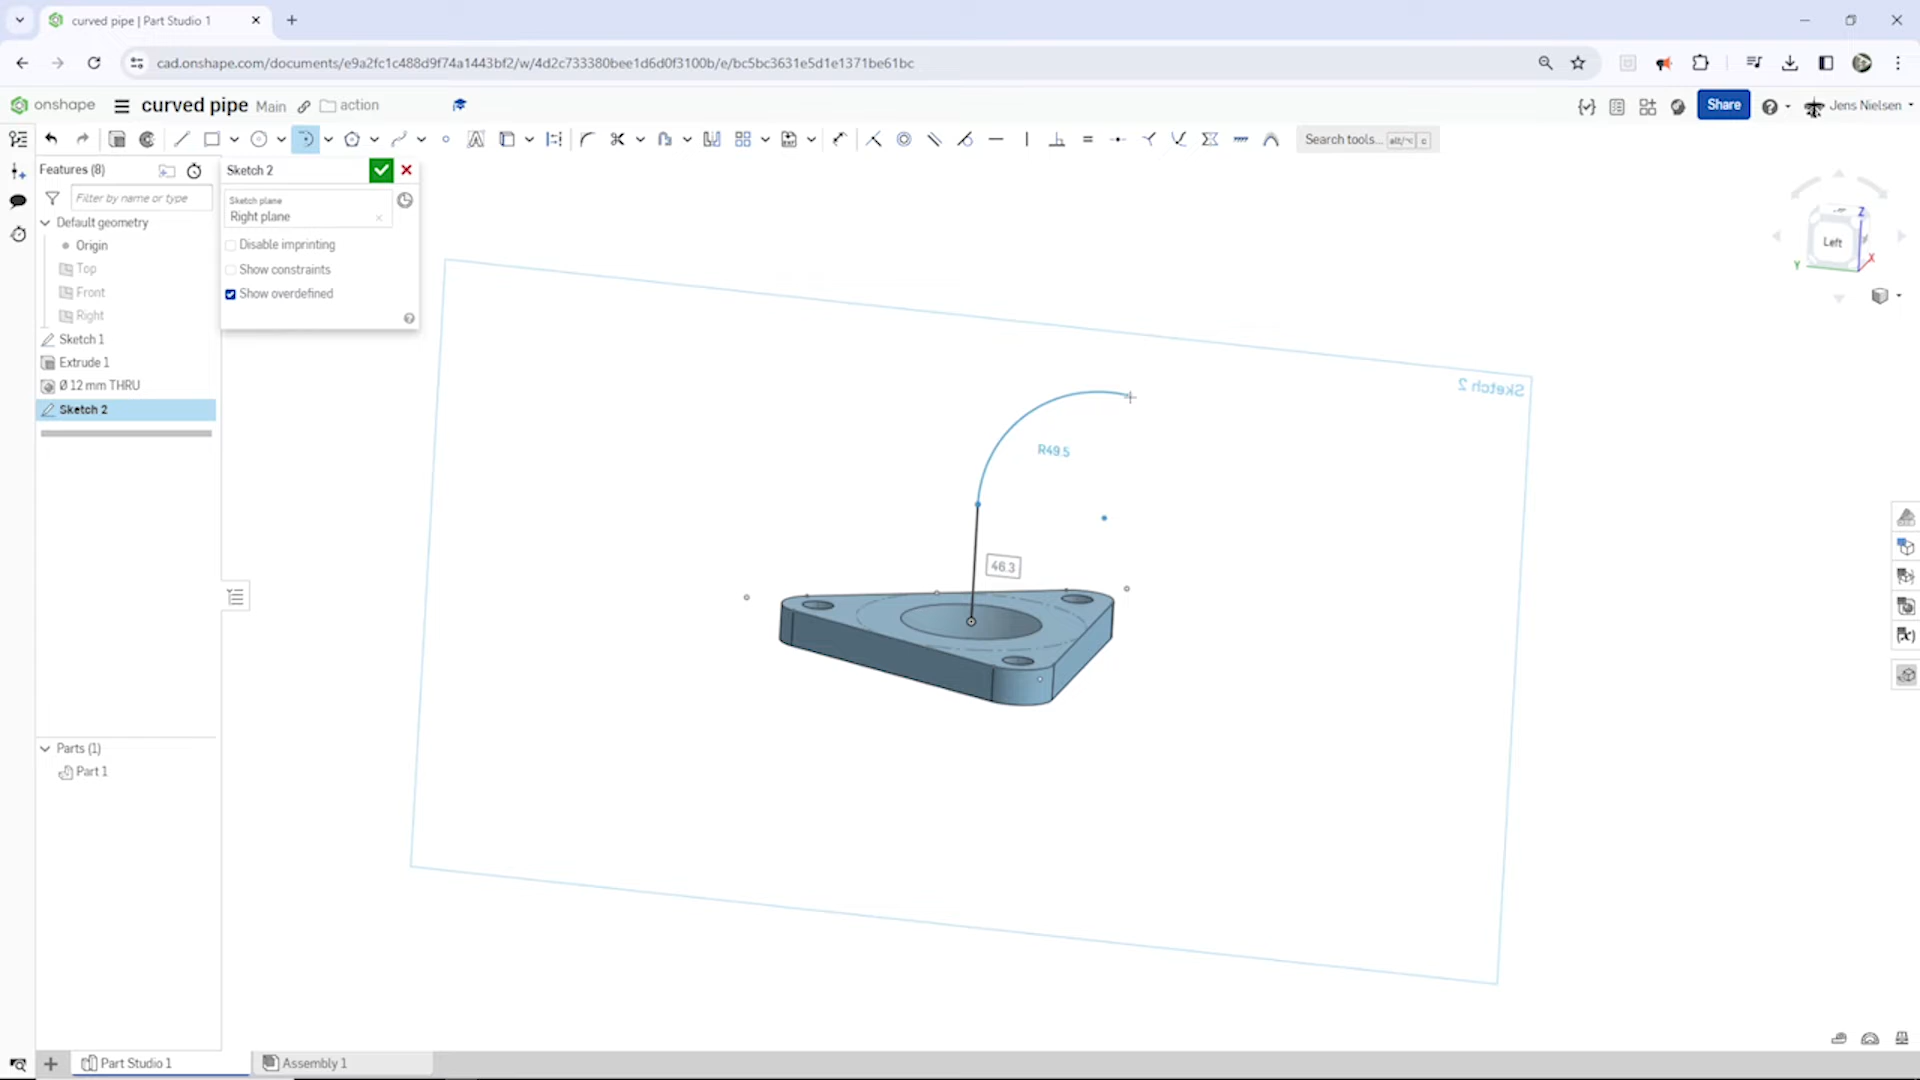 curved pipe | Part Studio 1
cad.onshape.com/documents/e9a2fc1c488d9f74a1443bf2/w/4d2c733380bee1d6d0f3100b/e/bc5bc3631e5d1e1371be61bc
onshape
curved pipe Main action
Share
Jens Nielsen
Search tools... alt/⌥ c
Features (8)
Filter by name or type
Default geometry
Origin
Top
Front
Right
Sketch 1
Extrude 1
Ø 12 mm THRU
Sketch 2
Sketch 2
Sketch plane
Right plane
Disable imprinting
Show constraints
Show overdefined
Sketch 2
R49.5
46.3
Left
Z
Y
X
Parts (1)
Part 1
Part Studio 1
Assembly 1